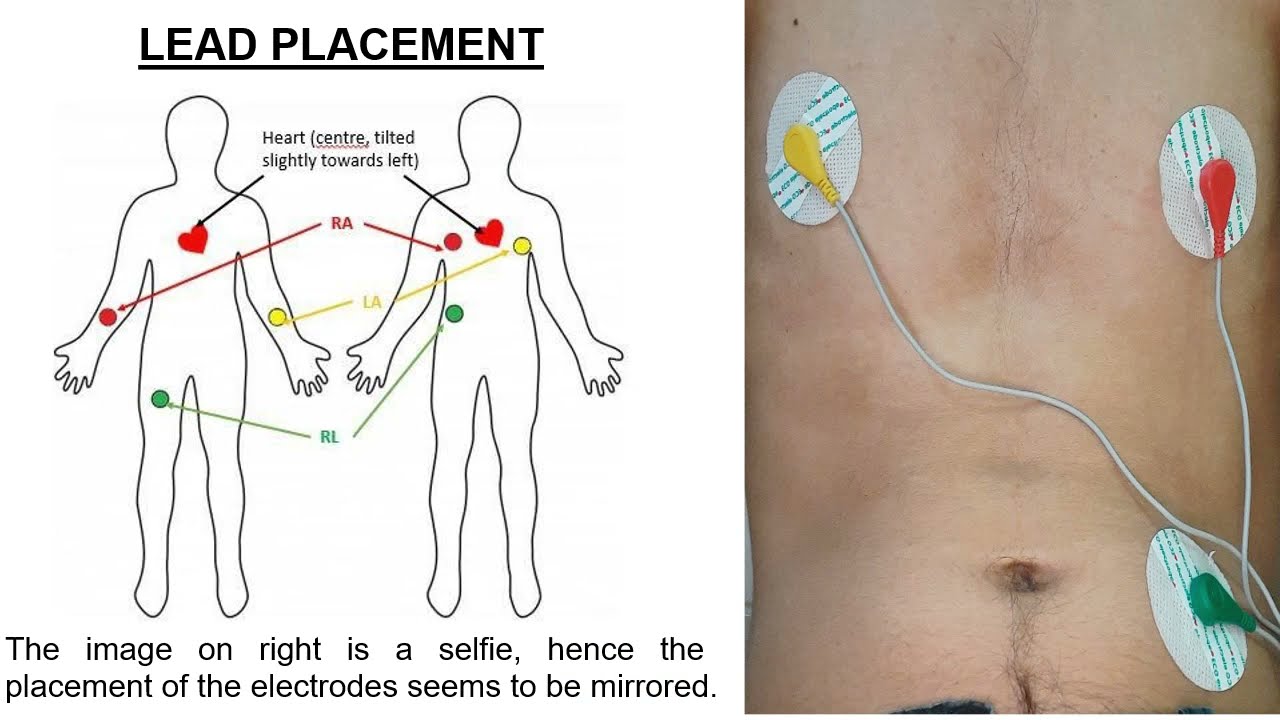 LEAD PLACEMENT
Heart (centre, tilted
slightly towards left)
RA
LA
RL
The image on right is a selfie, hence the
placement of the electrodes seems to be mirrored.